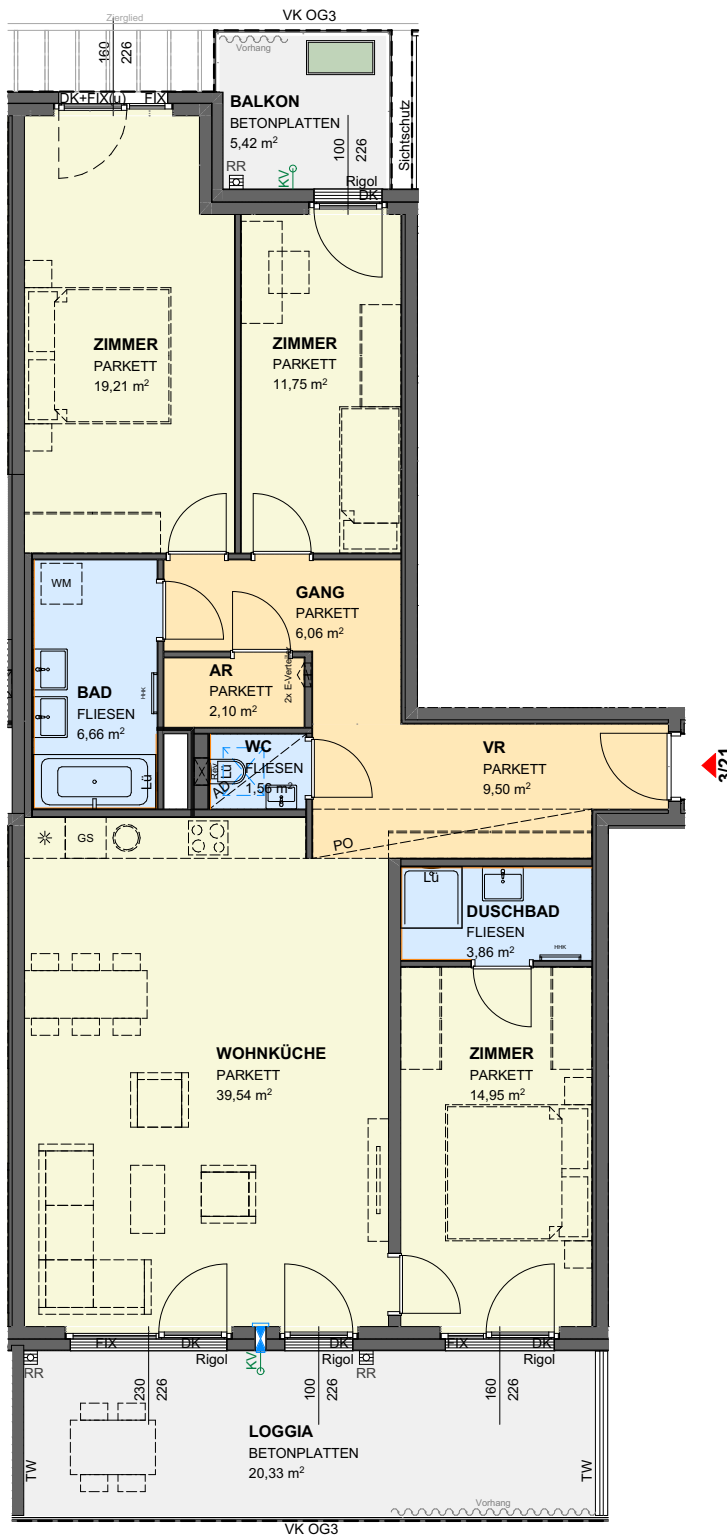 VK OG3
Zierglied
Vorhang
160
226
DK+FIX(u)
FIX
BALKON
BETONPLATTEN
5,42 m²
Sichtschutz
RR
KV
100
226
Rigol
DK
ZIMMER
PARKETT
19,21 m²
ZIMMER
PARKETT
11,75 m²
WM
GANG
PARKETT
6,06 m²
AR
PARKETT
2,10 m²
2x E-Verteiler
BAD
FLIESEN
6,66 m²
HHK
Lü
WC
FLIESEN
1,56 m²
Rev
Lü
AD
VR
PARKETT
9,50 m²
3/21
PO
GS
Lü
DUSCHBAD
FLIESEN
3,86 m²
HHK
WOHNKÜCHE
PARKETT
39,54 m²
ZIMMER
PARKETT
14,95 m²
FIX
DK
DK
FIX
DK
Rigol
Rigol
Rigol
RR
KV
RR
230
226
100
226
160
226
LOGGIA
BETONPLATTEN
20,33 m²
TW
TW
Vorhang
VK OG3